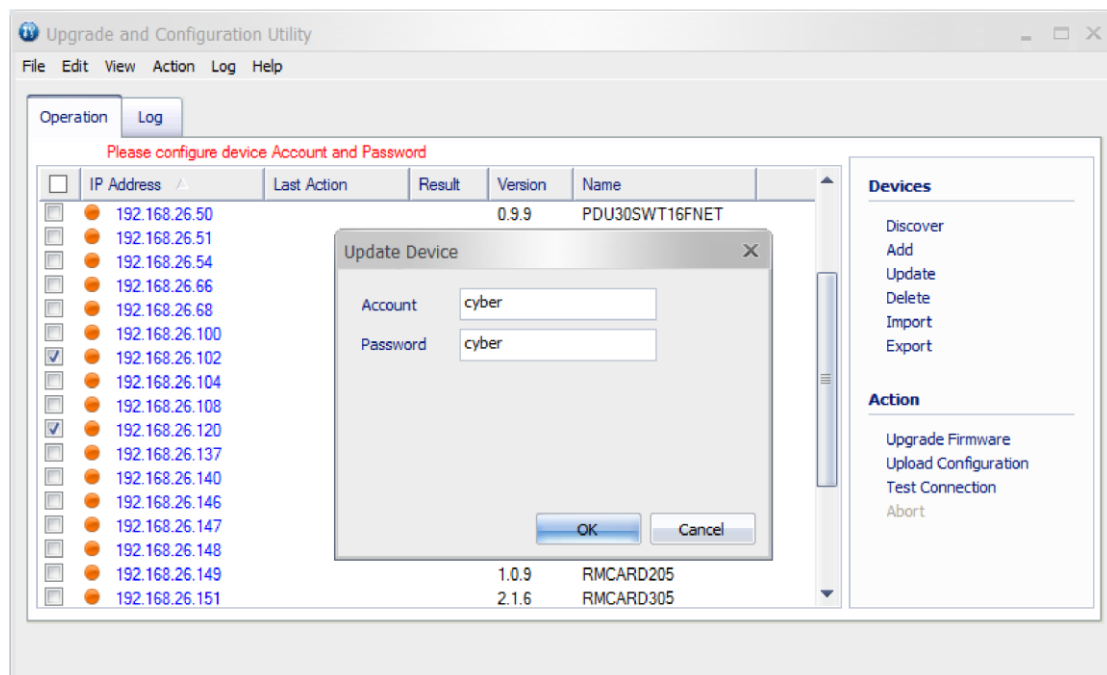 Upgrade and Configuration Utility
File Edit View Action Log Help
Operation Log
Please configure device Account and Password
IP Address Last Action Result Version Name
192.168.26.50 0.9.9 PDU30SWT16FNET
192.168.26.51
192.168.26.54
192.168.26.66
192.168.26.68
192.168.26.100
192.168.26.102
192.168.26.104
192.168.26.108
192.168.26.120
192.168.26.137
192.168.26.140
192.168.26.146
192.168.26.147
192.168.26.148
192.168.26.149 1.0.9 RMCARD205
192.168.26.151 2.1.6 RMCARD305
Update Device
Account cyber
Password cyber
OK Cancel
Devices
Discover
Add
Update
Delete
Import
Export
Action
Upgrade Firmware
Upload Configuration
Test Connection
Abort